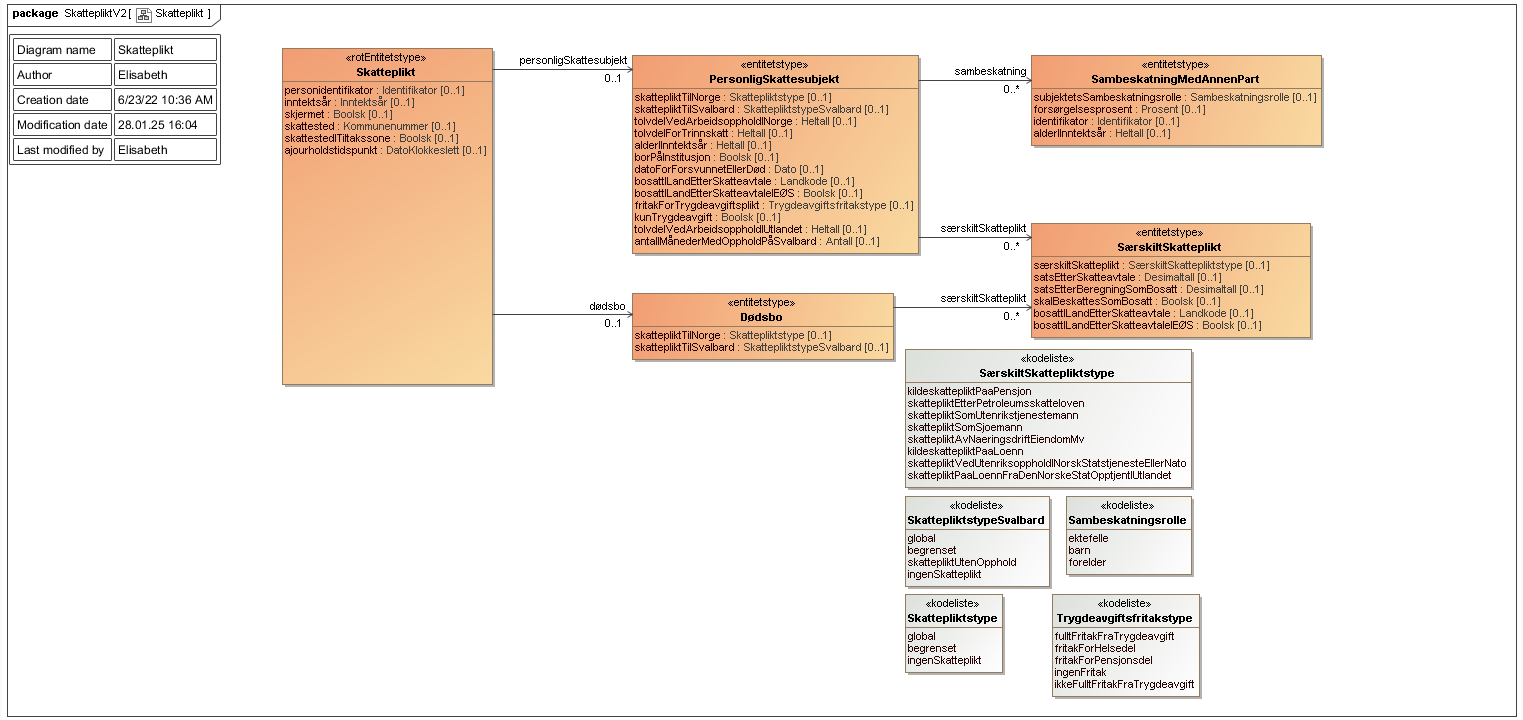 package SkattepliktV2[ Skatteplikt ]
Diagram name Skatteplikt
Author Elisabeth
Creation date 6/23/22 10:36 AM
Modification date 28.01.25 16:04
Last modified by Elisabeth
«rotEntitetstype»
Skatteplikt
personidentifikator : Identifikator [0..1]
inntektsår : Inntektsår [0..1]
skjermet : Boolsk [0..1]
skattested : Kommunenummer [0..1]
skattestedITiltakssone : Boolsk [0..1]
ajourholdstidspunkt : DatoKlokkeslett [0..1]
personligSkattesubjekt
0..1
«entitetstype»
PersonligSkattesubjekt
skattepliktTilNorge : Skattepliktstype [0..1]
skattepliktTilSvalbard : SkattepliktstypeSvalbard [0..1]
tolvdelVedArbeidsoppholdINorge : Heltall [0..1]
tolvdelForTrinnskatt : Heltall [0..1]
alderIInntektsår : Heltall [0..1]
borPåInstitusjon : Boolsk [0..1]
datoForForsvunnetEllerDød : Dato [0..1]
bosattILandEtterSkatteavtale : Landkode [0..1]
bosattILandEtterSkatteavtaleIEØS : Boolsk [0..1]
fritakForTrygdeavgiftsplikt : Trygdeavgiftsfritakstype [0..1]
kunTrygdeavgift : Boolsk [0..1]
tolvdelVedArbeidsoppholdIUtlandet : Heltall [0..1]
antallMånederMedOppholdPåSvalbard : Antall [0..1]
sambeskatning
0..*
«entitetstype»
SambeskatningMedAnnenPart
subjektetsSambeskatningsrolle : Sambeskatningsrolle [0..1]
forsørgelsesprosent : Prosent [0..1]
identifikator : Identifikator [0..1]
alderIInntektsår : Heltall [0..1]
særskiltSkatteplikt
0..*
«entitetstype»
SærskiltSkatteplikt
særskiltSkatteplikt : SærskiltSkattepliktstype [0..1]
satsEtterSkatteavtale : Desimaltall [0..1]
satsEtterBeregningSomBosatt : Desimaltall [0..1]
skalBeskattesSomBosatt : Boolsk [0..1]
bosattILandEtterSkatteavtale : Landkode [0..1]
bosattILandEtterSkatteavtaleIEØS : Boolsk [0..1]
dødsbo
0..1
«entitetstype»
Dødsbo
skattepliktTilNorge : Skattepliktstype [0..1]
skattepliktTilSvalbard : SkattepliktstypeSvalbard [0..1]
særskiltSkatteplikt
0..*
«kodeliste»
SærskiltSkattepliktstype
kildeskattepliktPaaPensjon
skattepliktEtterPetroleumsskatteloven
skattepliktSomUtenrikstjenestemann
skattepliktSomSjoemann
skattepliktAvNaeringsdriftEiendomMv
kildeskattepliktPaaLoenn
skattepliktVedUtenriksoppholdINorskStatstjenesteEllerNato
skattepliktPaaLoennFraDenNorskeStatOpptjentIUtlandet
«kodeliste»
SkattepliktstypeSvalbard
global
begrenset
skattepliktUtenOpphold
ingenSkatteplikt
«kodeliste»
Sambeskatningsrolle
ektefelle
barn
forelder
«kodeliste»
Skattepliktstype
global
begrenset
ingenSkatteplikt
«kodeliste»
Trygdeavgiftsfritakstype
fulltFritakFraTrygdeavgift
fritakForHelsedel
fritakForPensjonsdel
ingenFritak
ikkeFulltFritakFraTrygdeavgift